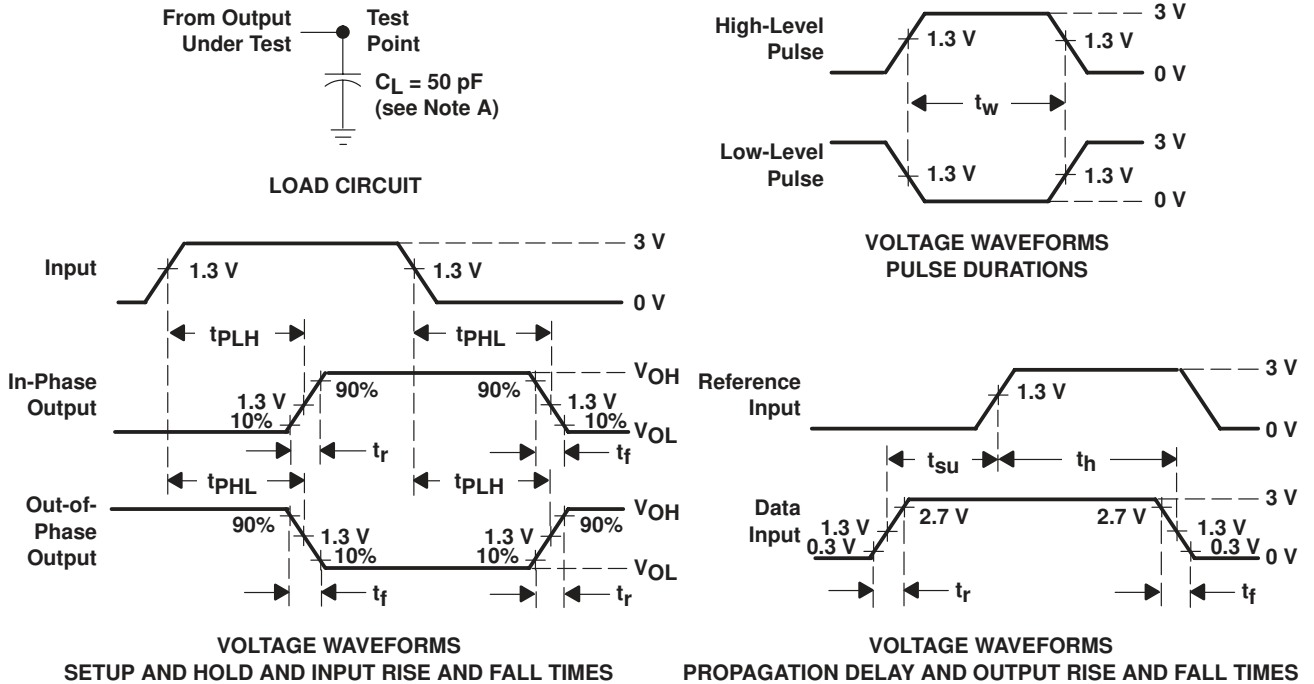 From Output
Under Test
Test
Point
CL = 50 pF
(see Note A)
LOAD CIRCUIT
High-Level
Pulse
3 V
1.3 V
1.3 V
0 V
tw
Low-Level
Pulse
3 V
1.3 V
1.3 V
0 V
VOLTAGE WAVEFORMS
PULSE DURATIONS
Input
3 V
1.3 V
1.3 V
0 V
tPLH
tPHL
In-Phase
Output
VOH
90%
90%
1.3 V
1.3 V
10%
10%
VOL
tr
tf
tPHL
tPLH
Out-of-
Phase
Output
VOH
90%
90%
1.3 V
1.3 V
10%
10%
VOL
tf
tr
VOLTAGE WAVEFORMS
SETUP AND HOLD AND INPUT RISE AND FALL TIMES
Reference
Input
3 V
1.3 V
0 V
tsu
th
Data
Input
3 V
2.7 V
2.7 V
1.3 V
1.3 V
0.3 V
0.3 V
0 V
tr
tf
VOLTAGE WAVEFORMS
PROPAGATION DELAY AND OUTPUT RISE AND FALL TIMES